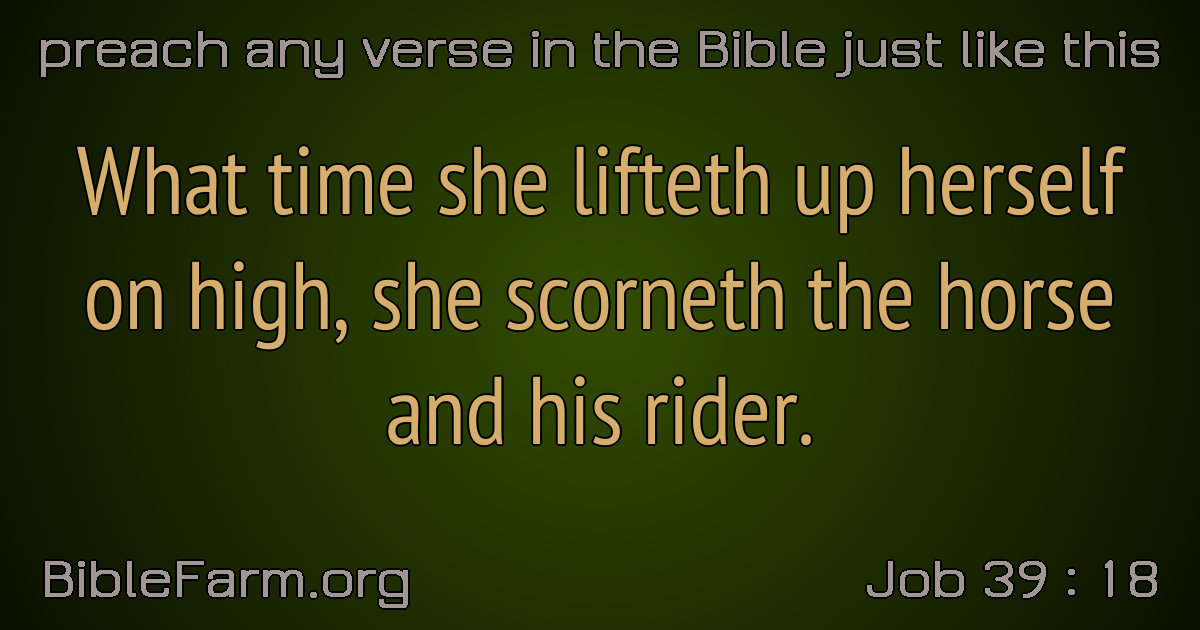 preach any verse in the Bible just like this
What time she lifteth up herself
on high, she scorneth the horse
and his rider.
BibleFarm.org
Job 39 : 18